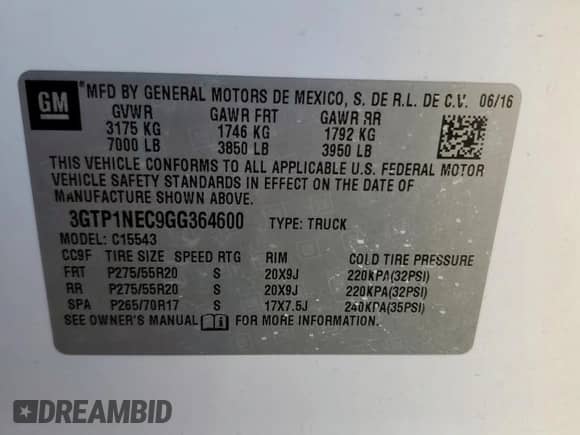 GM
*MFD BY GENERAL MOTORS DE MEXICO, S. DE R.L. DE C.V. 06/16
GVWR GAWR FRT GAWR RR
3175 KG 1746 KG 1792 KG
7000 LB 3850 LB 3950 LB
THIS VEHICLE CONFORMS TO ALL APPLICABLE U.S. FEDERAL MOTOR
VEHICLE SAFETY STANDARDS IN EFFECT ON THE DATE OF
MANUFACTURE SHOWN ABOVE.
3GTP1NEC9GG364600 TYPE: TRUCK
MODEL: C15543
CC9F TIRE SIZE SPEED RTG RIM COLD TIRE PRESSURE
FRT P275/55R20 S 20X9J 220KPA(32PSI)
RR P275/55R20 S 20X9J 220KPA(32PSI)
SPA P265/70R17 S 17X7.5J 240KPA(35PSI)
SEE OWNER'S MANUAL i FOR MORE INFORMATION.
DREAMBID